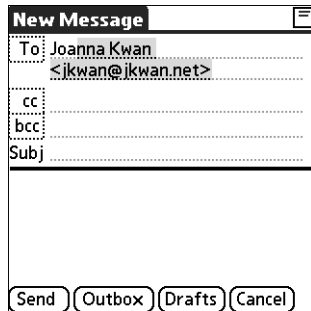 New Message
To Joanna Kwan
<jkwan@jkwan.net>
cc
bcc
Subj
Send Outbox Drafts Cancel